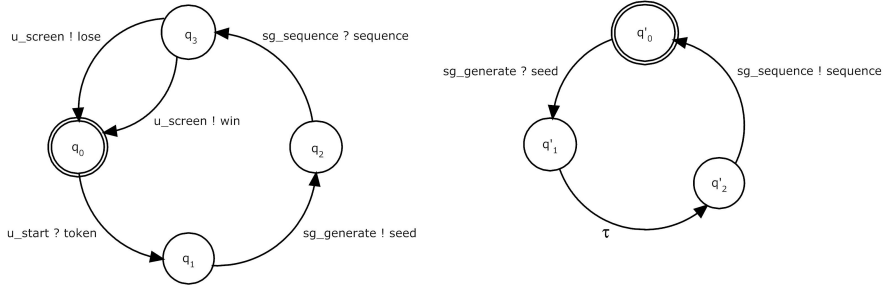 u_screen ! lose
q3
sg_sequence ? sequence
u_screen ! win
q0
q2
u_start ? token
q1
sg_generate ! seed
q'0
sg_generate ? seed
sg_sequence ! sequence
q'1
q'2
τ